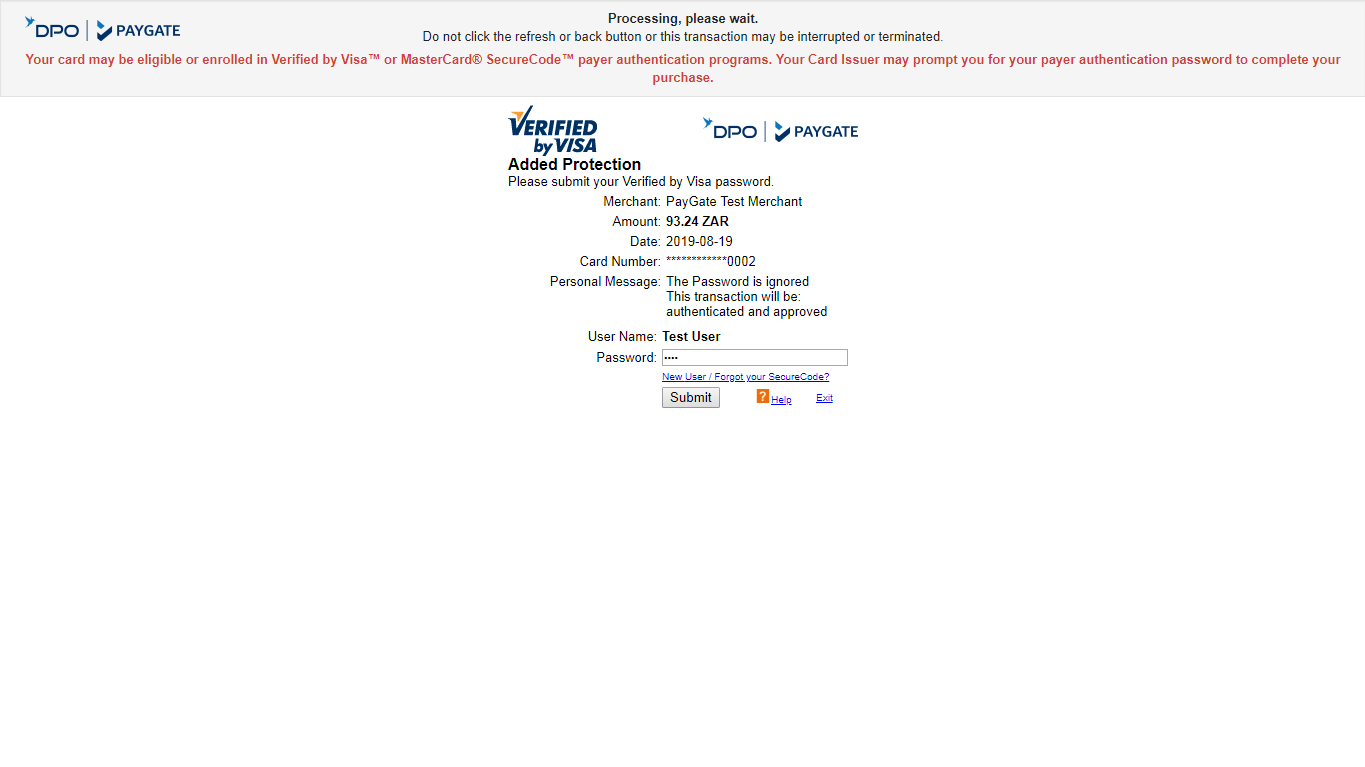 DPO | PAYGATE
Processing, please wait.
Do not click the refresh or back button or this transaction may be interrupted or terminated.
Your card may be eligible or enrolled in Verified by Visa™ or MasterCard® SecureCode™ payer authentication programs. Your Card Issuer may prompt you for your payer authentication password to complete your
purchase.
VERIFIED
by VISA
DPO | PAYGATE
Added Protection
Please submit your Verified by Visa password.
Merchant: PayGate Test Merchant
Amount: 93.24 ZAR
Date: 2019-08-19
Card Number: ************0002
Personal Message: The Password is ignored
This transaction will be:
authenticated and approved
User Name: Test User
Password: ••••
New User / Forgot your SecureCode?
Submit ? Help Exit